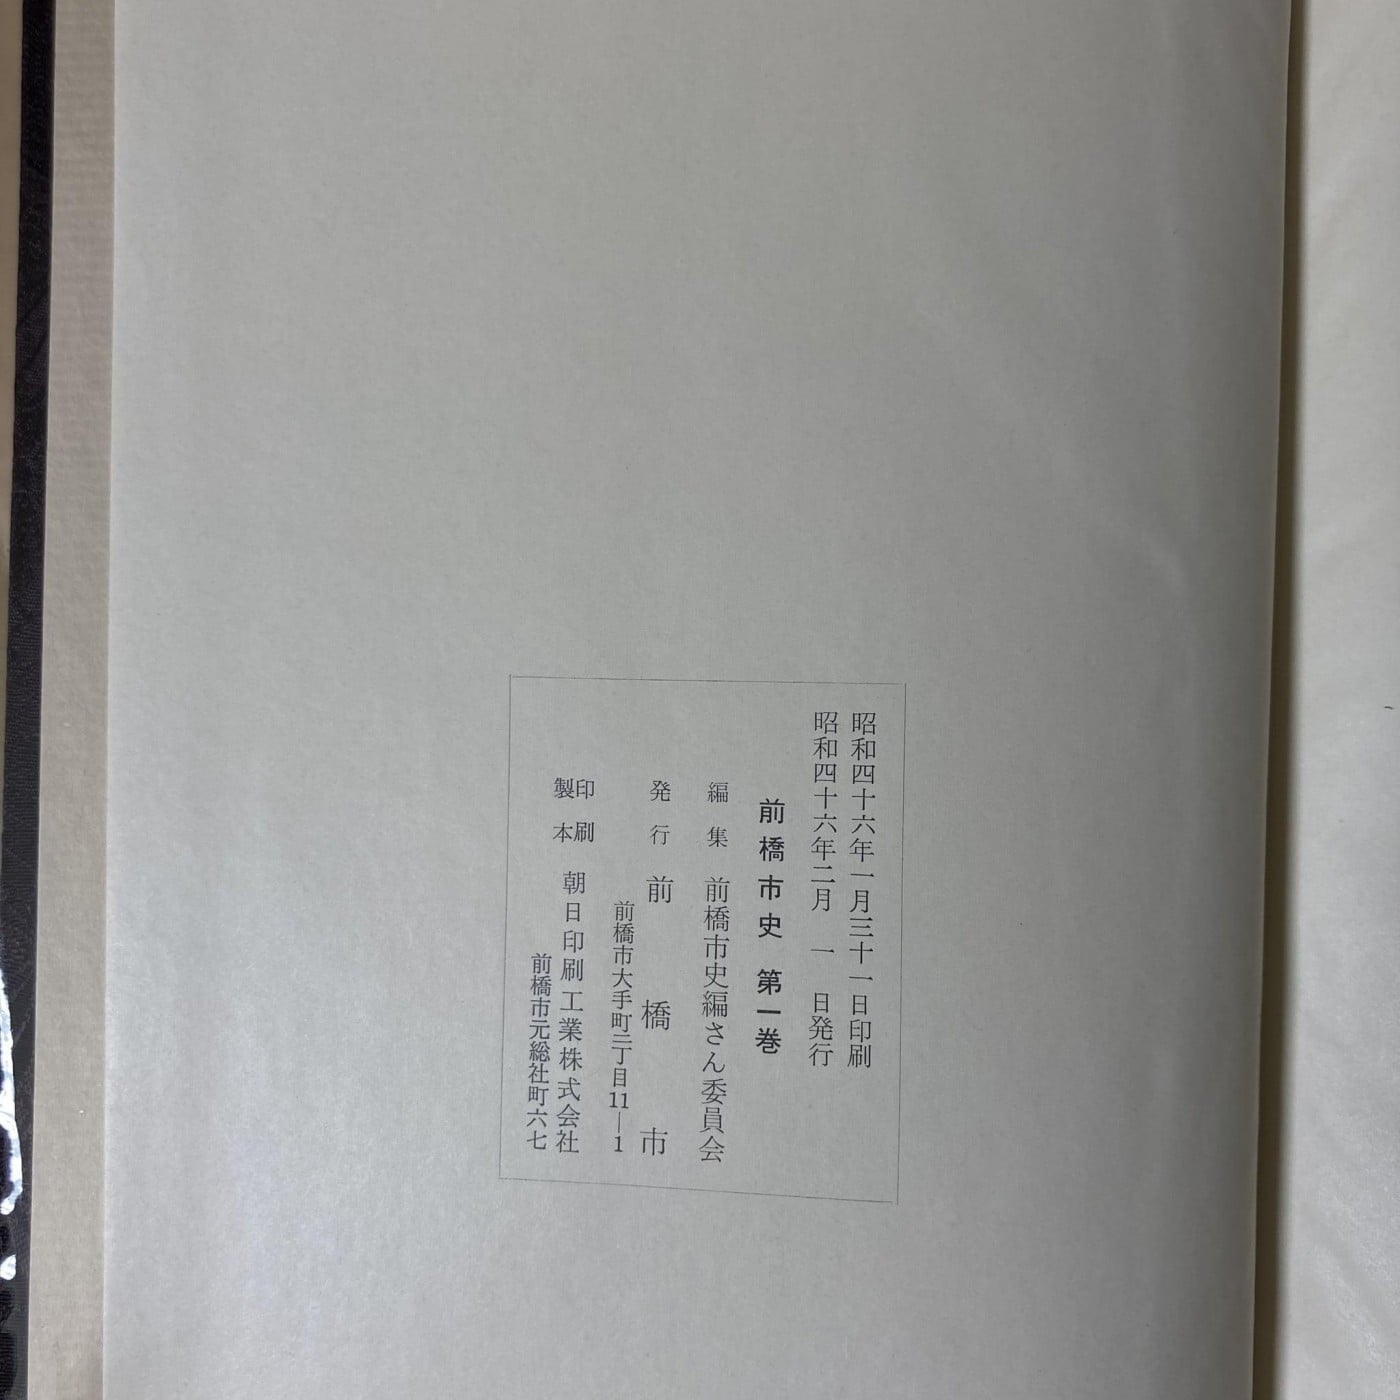 昭和四十六年一月三十一日印刷
昭和四十六年二月 一 日発行
前橋市史 第一巻
編集 前橋市史編さん委員会
発行 前橋市
前橋市大手町二丁目11―1
印刷
製本 朝日印刷工業株式会社
前橋市元総社町六七